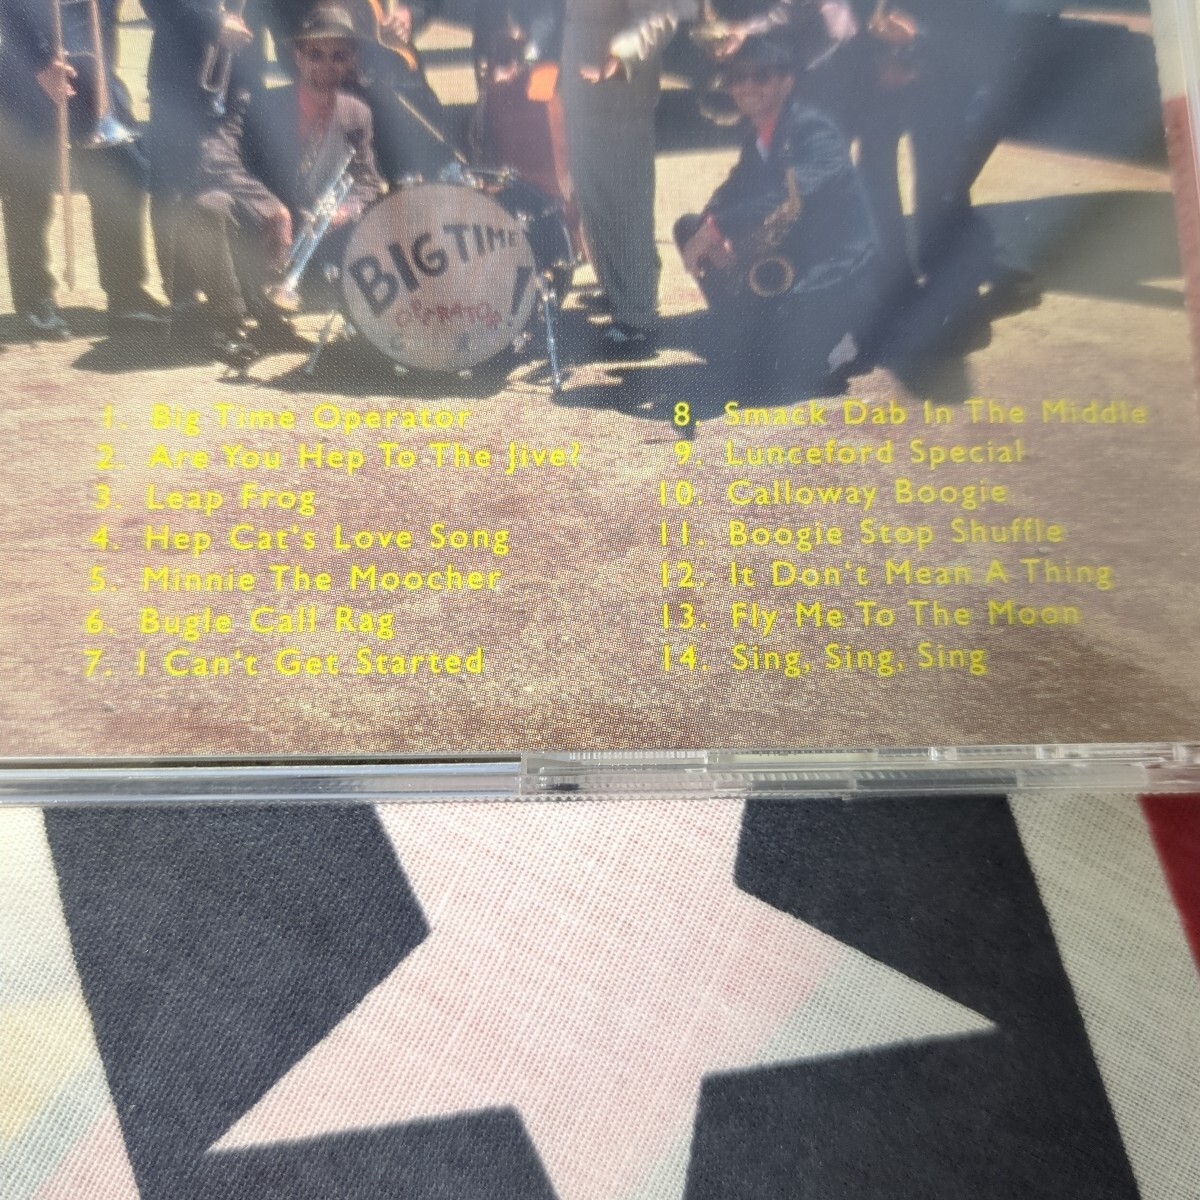 BIG TIME
OPERATOR!
1. Big Time Operator
2. Are You Hep To The Jive?
3. Leap Frog
4. Hep Cat's Love Song
5. Minnie The Moocher
6. Bugle Call Rag
7. I Can't Get Started
8. Smack Dab In The Middle
9. Lunceford Special
10. Calloway Boogie
11. Boogie Stop Shuffle
12. It Don't Mean A Thing
13. Fly Me To The Moon
14. Sing, Sing, Sing